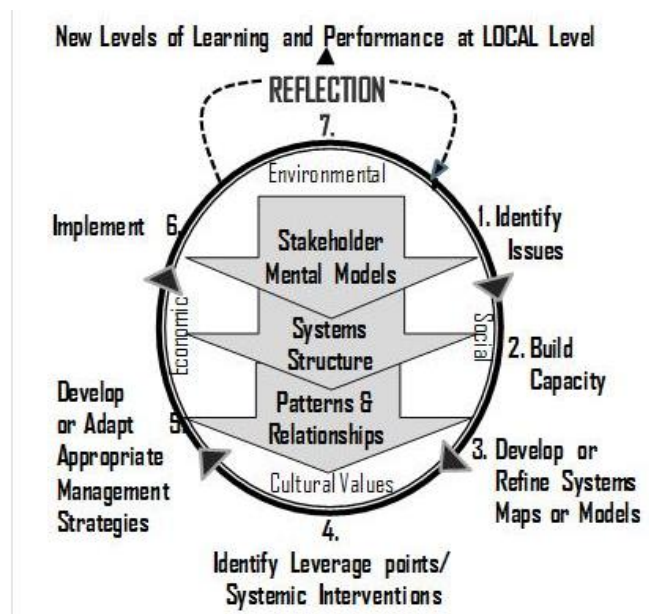 New Levels of Learning and Performance at LOCAL Level
REFLECTION
7.
Environmental
1. Identify
Issues
2. Build
Capacity
3. Develop or
Refine Systems
Maps or Models
4.
Identify Leverage points/
Systemic Interventions
5.
Develop
or Adapt
Appropriate
Management
Strategies
Implement 6.
Stakeholder
Mental Models
Systems
Structure
Patterns &
Relationships
Economic
Social
Cultural Values